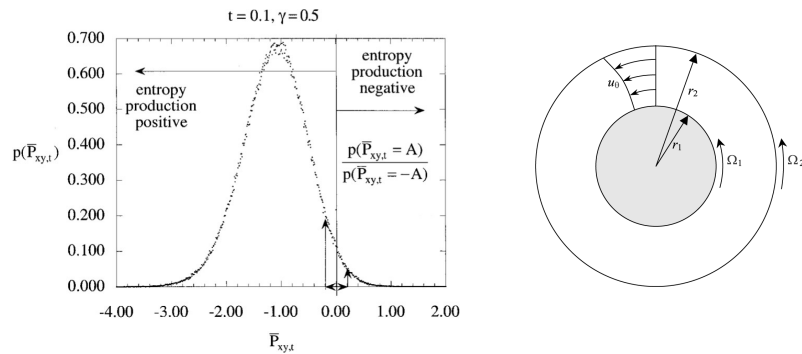 t = 0.1, γ = 0.5
0.700
0.600
0.500
0.400
0.300
0.200
0.100
0.000
p(P̅xy,t)
entropy
production
positive
entropy
production
negative
p(P̅xy,t = A)
p(P̅xy,t = –A)
-4.00
-3.00
-2.00
-1.00
0.00
1.00
2.00
P̅xy,t
uθ
r2
r1
Ω1
Ω2